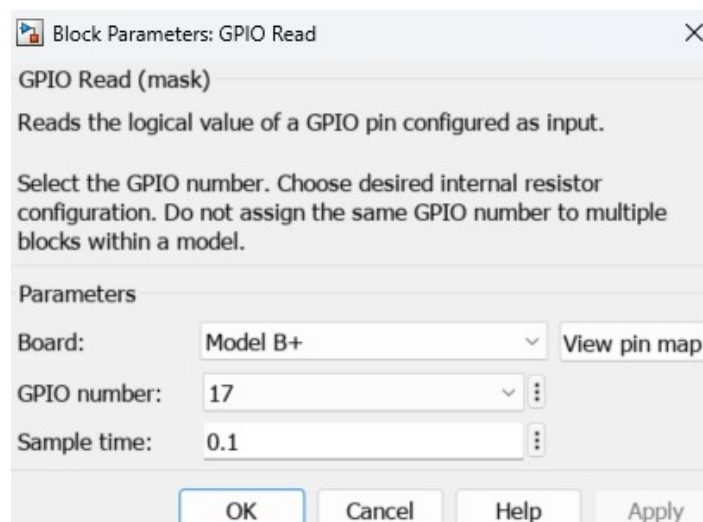 Block Parameters: GPIO Read
GPIO Read (mask)
Reads the logical value of a GPIO pin configured as input.
Select the GPIO number. Choose desired internal resistor
configuration. Do not assign the same GPIO number to multiple
blocks within a model.
Parameters
Board: Model B+ View pin map
GPIO number: 17
Sample time: 0.1
OK Cancel Help Apply